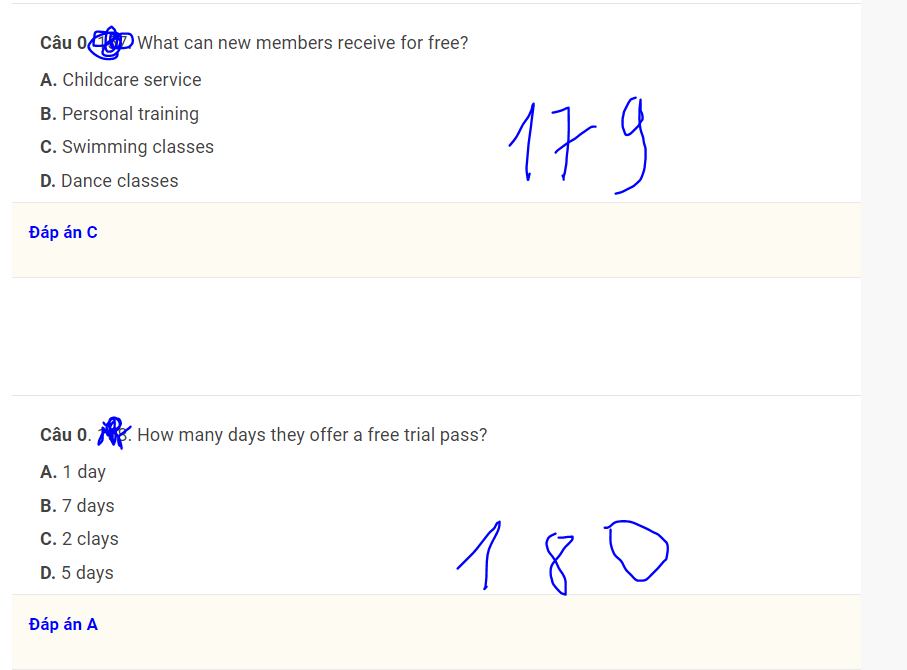 Câu 0. What can new members receive for free?
A. Childcare service
B. Personal training
C. Swimming classes
D. Dance classes
179
Đáp án C
Câu 0. How many days they offer a free trial pass?
A. 1 day
B. 7 days
C. 2 clays
D. 5 days
180
Đáp án A